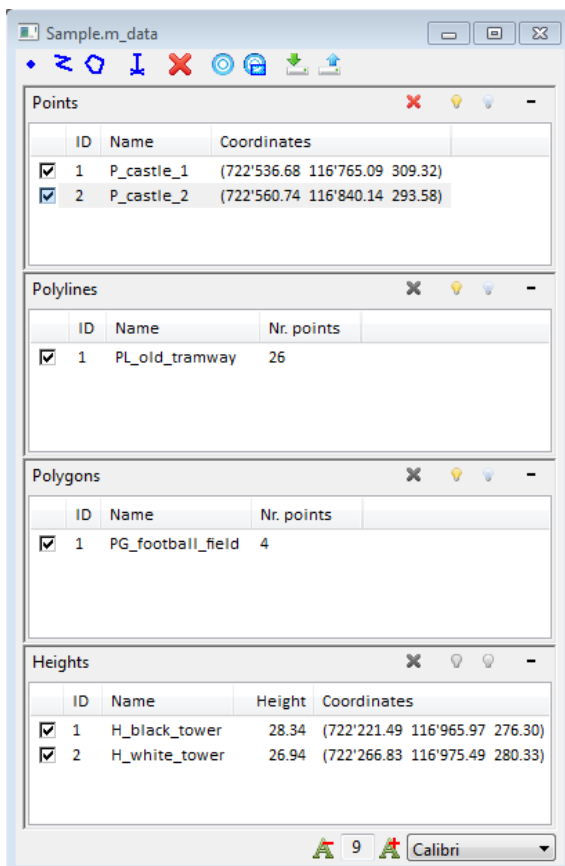 Sample.m_data
Points
ID Name Coordinates
1 P_castle_1 (722'536.68 116'765.09 309.32)
2 P_castle_2 (722'560.74 116'840.14 293.58)
Polylines
ID Name Nr. points
1 PL_old_tramway 26
Polygons
ID Name Nr. points
1 PG_football_field 4
Heights
ID Name Height Coordinates
1 H_black_tower 28.34 (722'221.49 116'965.97 276.30)
2 H_white_tower 26.94 (722'266.83 116'975.49 280.33)
A 9 A Calibri